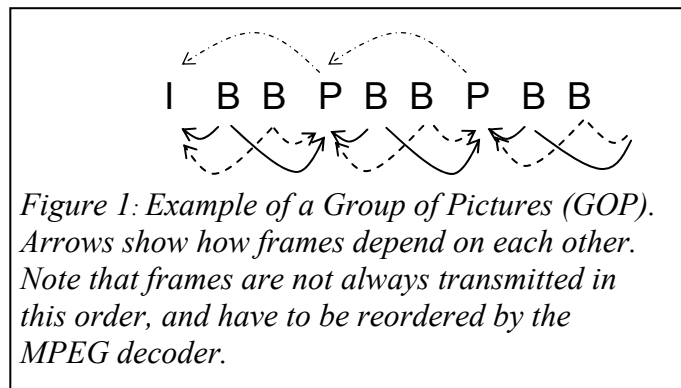 I B B P B B P B B
Figure 1: Example of a Group of Pictures (GOP).
Arrows show how frames depend on each other.
Note that frames are not always transmitted in
this order, and have to be reordered by the
MPEG decoder.